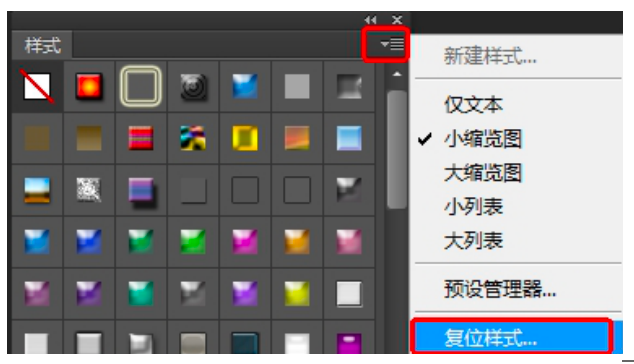 样式
新建样式...
仅文本
✓ 小缩览图
大缩览图
小列表
大列表
预设管理器...
复位样式...